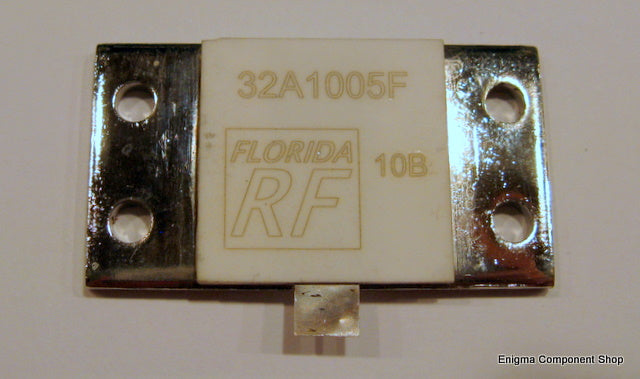 32A1005F
FLORIDA
RF
10B
Enigma Component Shop